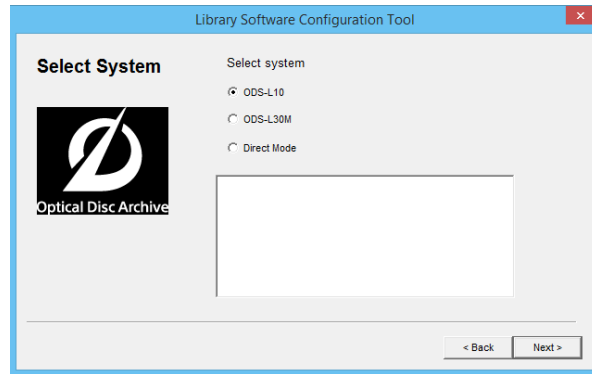 Library Software Configuration Tool
Select System
Select system
ODS-L10
ODS-L30M
Direct Mode
Optical Disc Archive
< Back
Next >